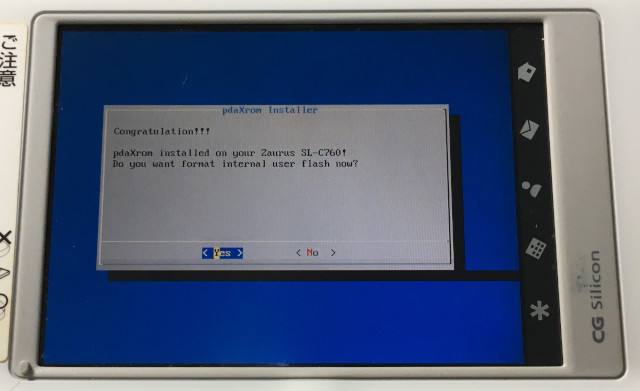 ご注意
pdaXrom Installer
Congratulation!!!
pdaXrom installed on your Zaurus SL-C760!
Do you want format internal user flash now?
< Yes >
< No >
CG Silicon